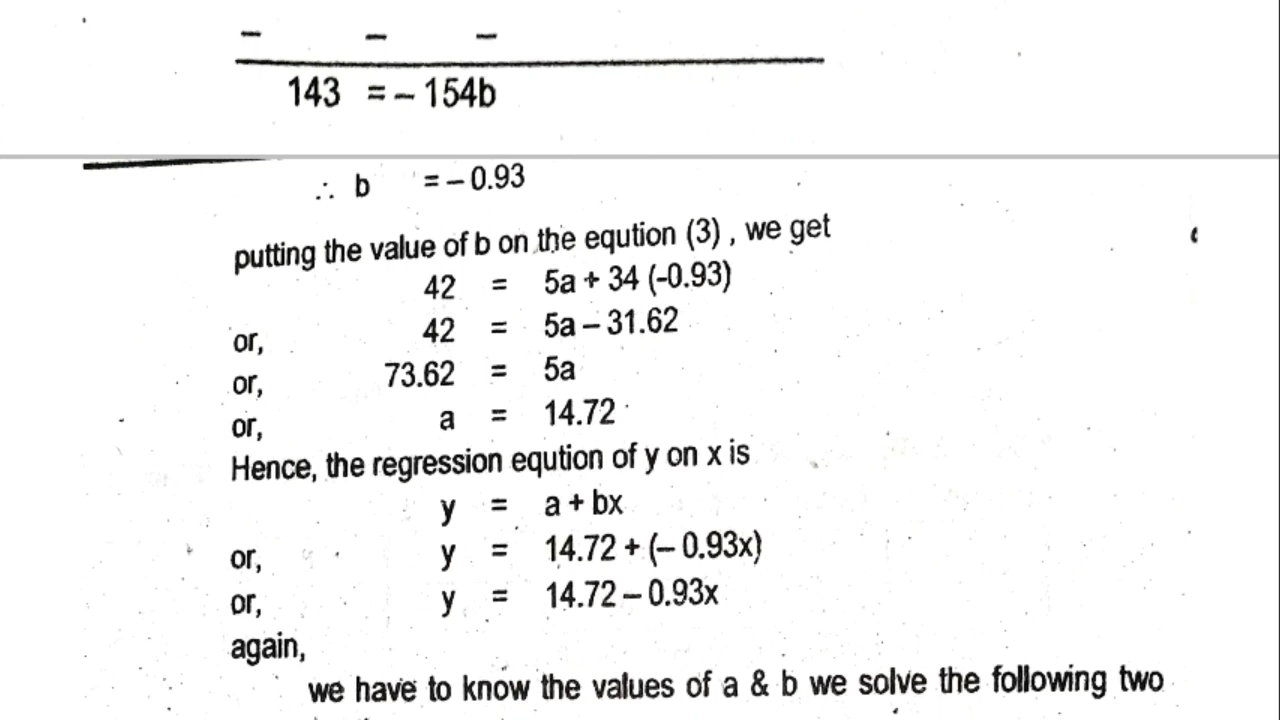 – – –
143 = – 154b
∴ b = – 0.93
putting the value of b on the eqution (3) , we get
42 = 5a + 34 (-0.93)
or, 42 = 5a – 31.62
or, 73.62 = 5a
or, a = 14.72
Hence, the regression eqution of y on x is
y = a + bx
or, y = 14.72 + (– 0.93x)
or, y = 14.72 – 0.93x
again,
we have to know the values of a & b we solve the following two